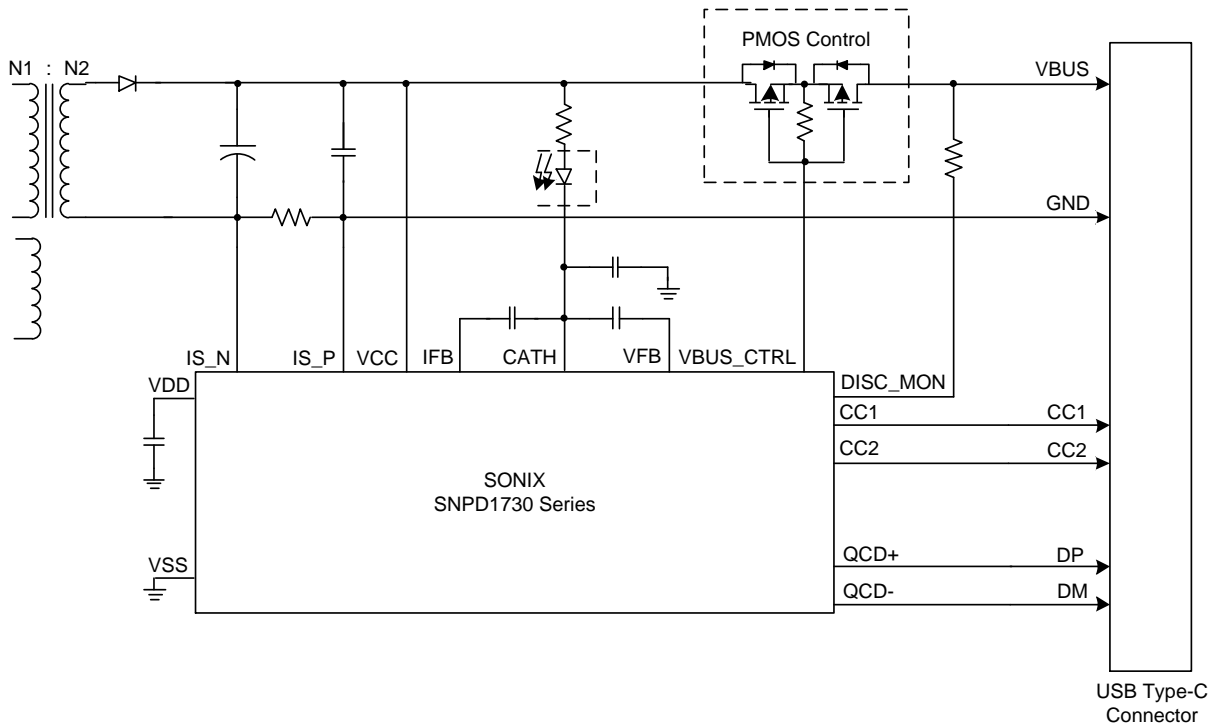 PMOS Control
N1 : N2
VBUS
GND
IS_N
IS_P
VCC
IFB
CATH
VFB
VBUS_CTRL
VDD
DISC_MON
CC1
CC1
CC2
CC2
SONIX
SNPD1730 Series
VSS
QCD+
DP
QCD-
DM
USB Type-C
Connector